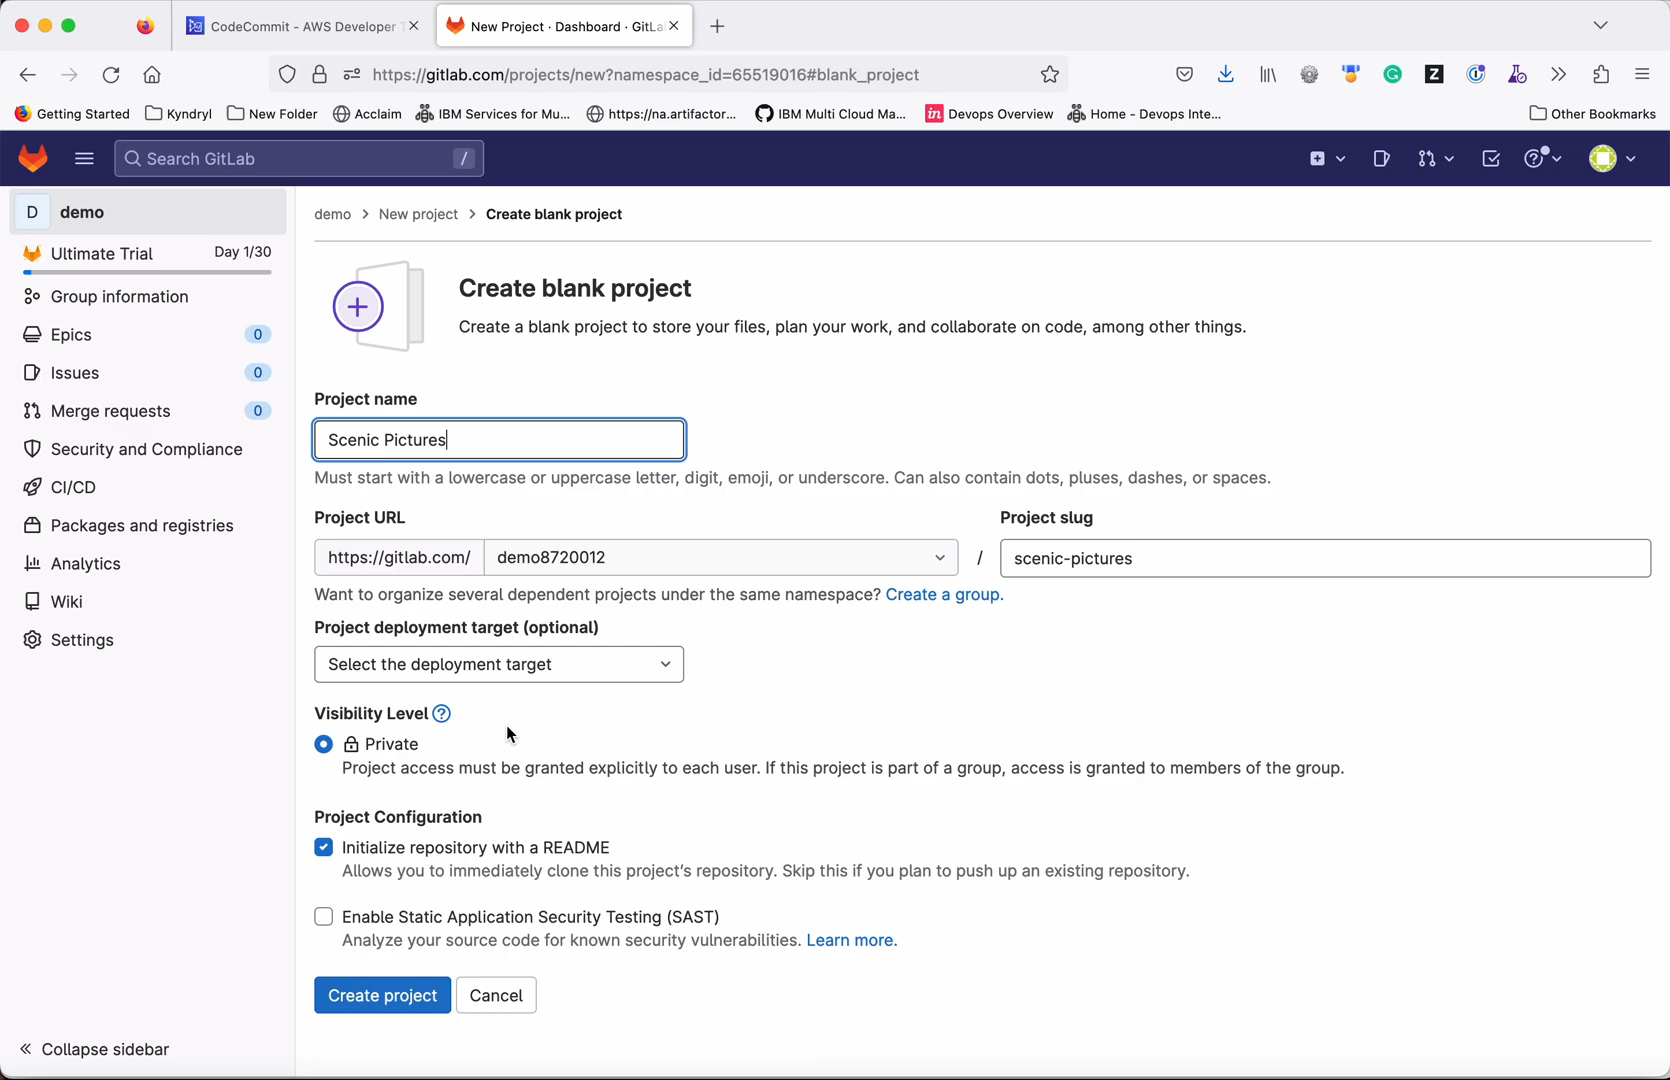 CodeCommit - AWS Developer T
New Project · Dashboard · GitLa
https://gitlab.com/projects/new?namespace_id=65519016#blank_project
Getting Started
Kyndryl
New Folder
Acclaim
IBM Services for Mu...
https://na.artifactor...
IBM Multi Cloud Ma...
Devops Overview
Home - Devops Inte...
Other Bookmarks
Search GitLab
/
D
demo
Ultimate Trial
Day 1/30
Group information
Epics
0
Issues
0
Merge requests
0
Security and Compliance
CI/CD
Packages and registries
Analytics
Wiki
Settings
Collapse sidebar
demo > New project > Create blank project
Create blank project
Create a blank project to store your files, plan your work, and collaborate on code, among other things.
Project name
Scenic Pictures
Must start with a lowercase or uppercase letter, digit, emoji, or underscore. Can also contain dots, pluses, dashes, or spaces.
Project URL
Project slug
https://gitlab.com/
demo8720012
/
scenic-pictures
Want to organize several dependent projects under the same namespace? Create a group.
Project deployment target (optional)
Select the deployment target
Visibility Level
Private
Project access must be granted explicitly to each user. If this project is part of a group, access is granted to members of the group.
Project Configuration
Initialize repository with a README
Allows you to immediately clone this project's repository. Skip this if you plan to push up an existing repository.
Enable Static Application Security Testing (SAST)
Analyze your source code for known security vulnerabilities. Learn more.
Create project
Cancel